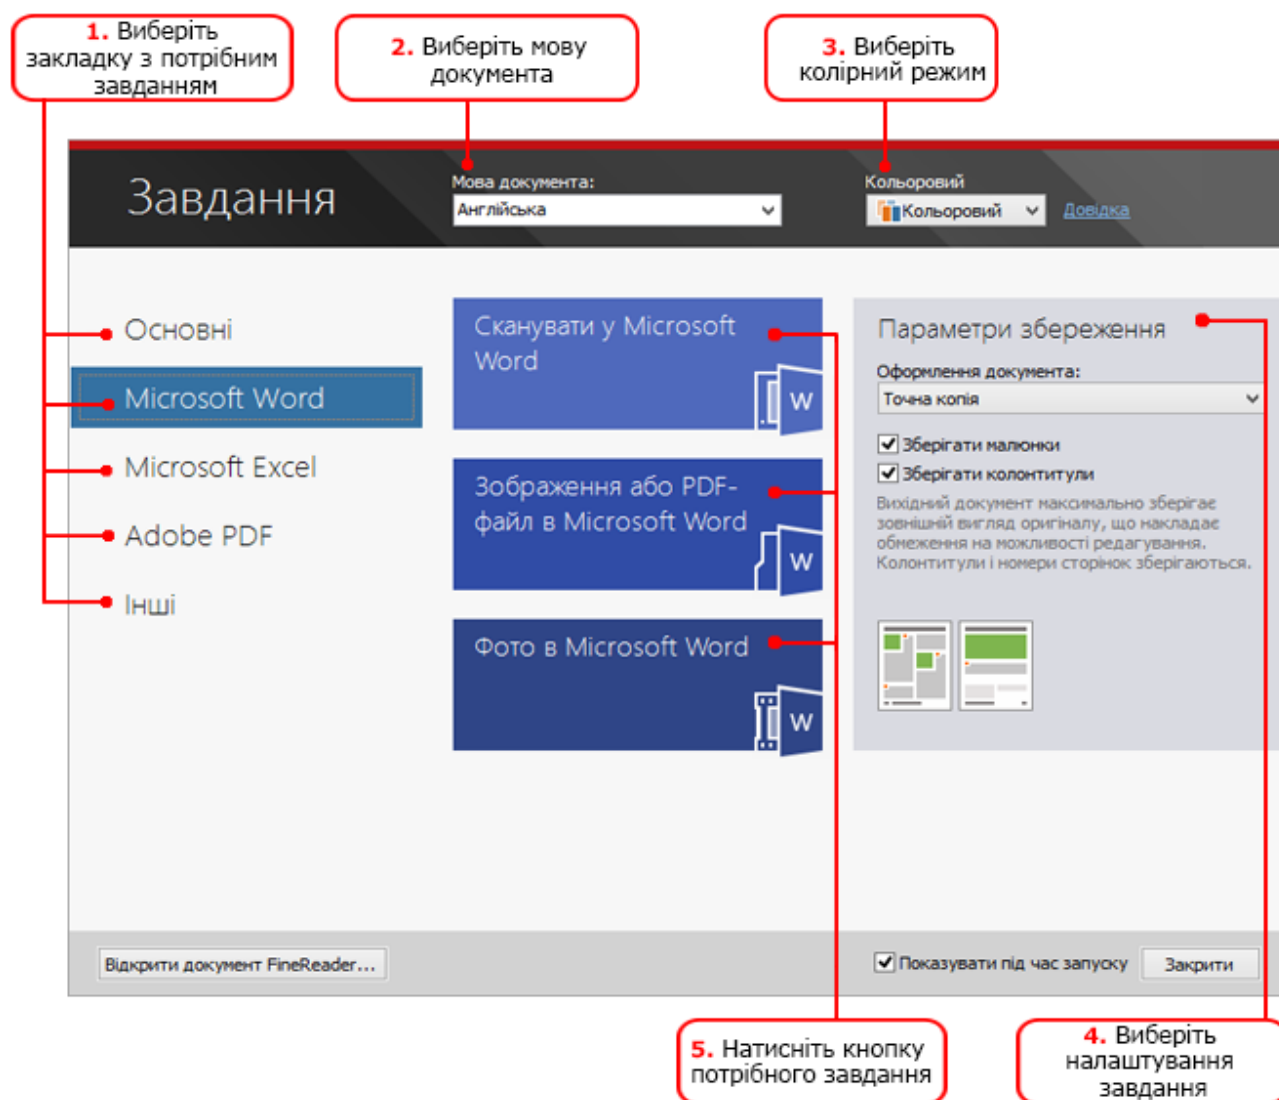 1. Виберіть
закладку з потрібним
завданням
2. Виберіть мову
документа
3. Виберіть
колірний режим
Завдання
Мова документа:
Англійська
Кольоровий
Кольоровий
Довідка
Основні
Microsoft Word
Microsoft Excel
Adobe PDF
Інші
Сканувати у Microsoft
Word
W
Зображення або PDF-
файл в Microsoft Word
W
Фото в Microsoft Word
W
Параметри збереження
Оформлення документа:
Точна копія
Зберігати малюнки
Зберігати колонтитули
Вихідний документ максимально зберігає
зовнішній вигляд оригіналу, що накладає
обмеження на можливості редагування.
Колонтитули і номери сторінок зберігаються.
Відкрити документ FineReader...
Показувати під час запуску
Закрити
5. Натисніть кнопку
потрібного завдання
4. Виберіть
налаштування
завдання